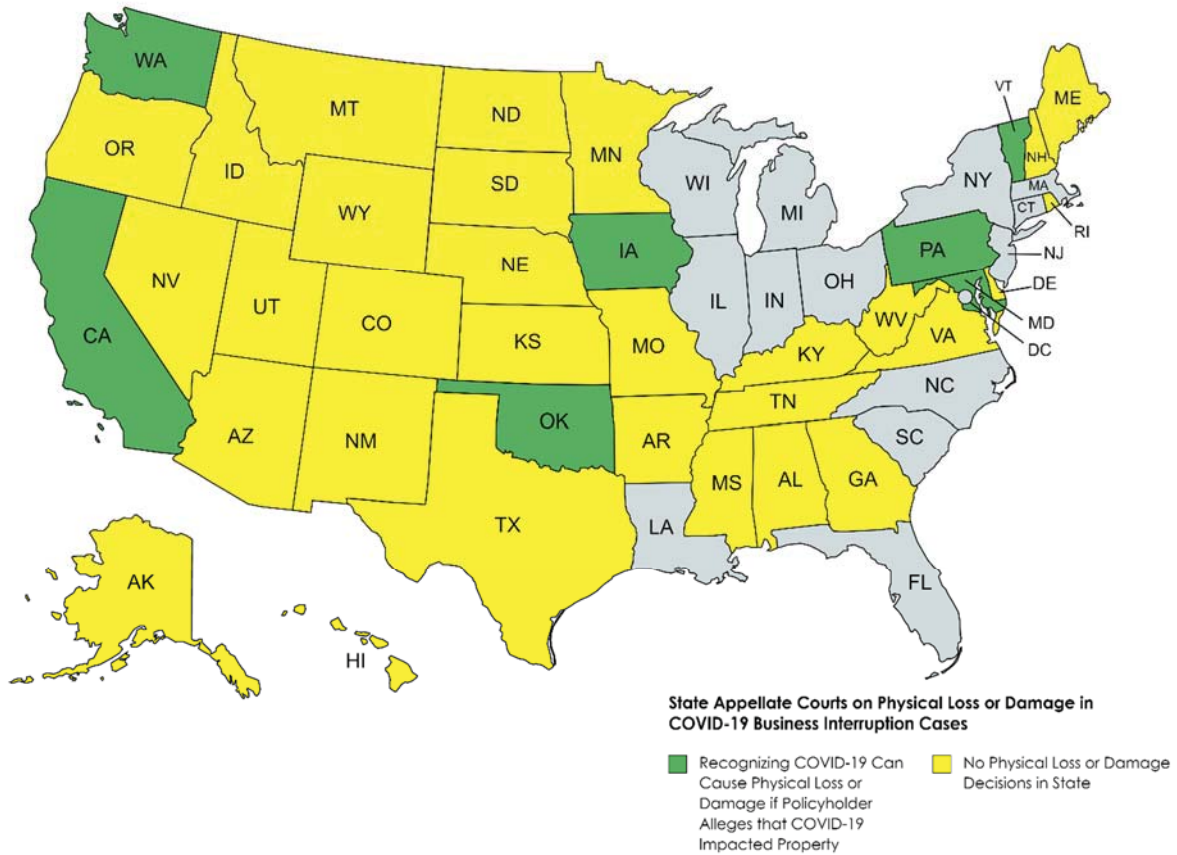 WA
MT
ND
MN
VT
ME
OR
ID
SD
WI
MI
NY
NH
MA
CT
RI
WY
IA
PA
NJ
NV
NE
IL
IN
OH
DE
UT
CO
MD
CA
KS
MO
WV
VA
DC
KY
NC
TN
AZ
NM
OK
AR
SC
MS
AL
GA
TX
LA
FL
AK
HI
State Appellate Courts on Physical Loss or Damage in
COVID-19 Business Interruption Cases
Recognizing COVID-19 Can
Cause Physical Loss or
Damage if Policyholder
Alleges that COVID-19
Impacted Property
No Physical Loss or Damage
Decisions in State